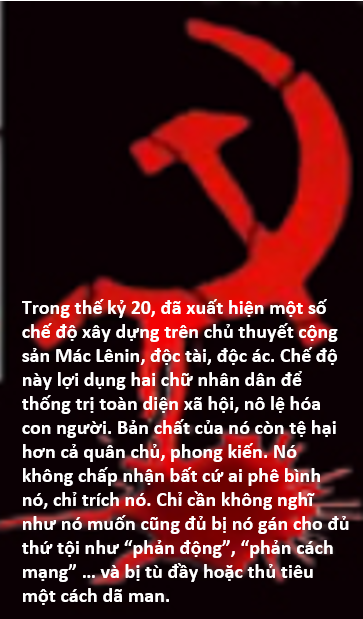 Trong thế kỷ 20, đã xuất hiện một số
chế độ xây dựng trên chủ thuyết cộng
sản Mác Lênin, độc tài, độc ác. Chế độ
này lợi dụng hai chữ nhân dân để
thống trị toàn diện xã hội, nô lệ hóa
con người. Bản chất của nó còn tệ hại
hơn cả quân chủ, phong kiến. Nó
không chấp nhận bất cứ ai phê bình
nó, chỉ trích nó. Chỉ cần không nghĩ
như nó muốn cũng đủ bị nó gán cho đủ
thứ tội như “phản động”, “phản cách
mạng” ... và bị tù đầy hoặc thủ tiêu
một cách dã man.